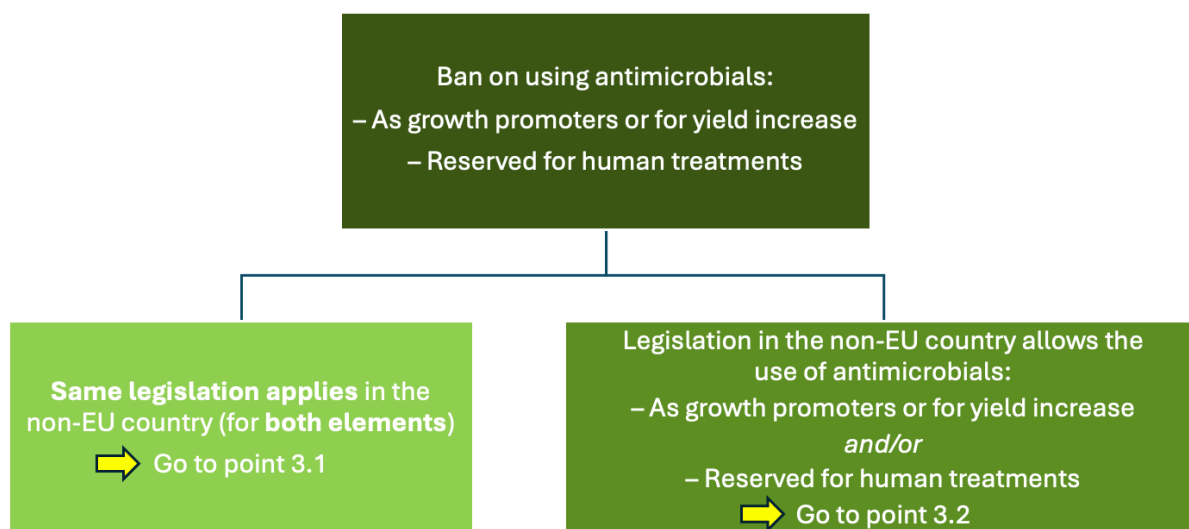 Ban on using antimicrobials:
– As growth promoters or for yield increase
– Reserved for human treatments
Same legislation applies in the
non-EU country (for both elements)
Go to point 3.1
Legislation in the non-EU country allows the
use of antimicrobials:
– As growth promoters or for yield increase
and/or
– Reserved for human treatments
Go to point 3.2